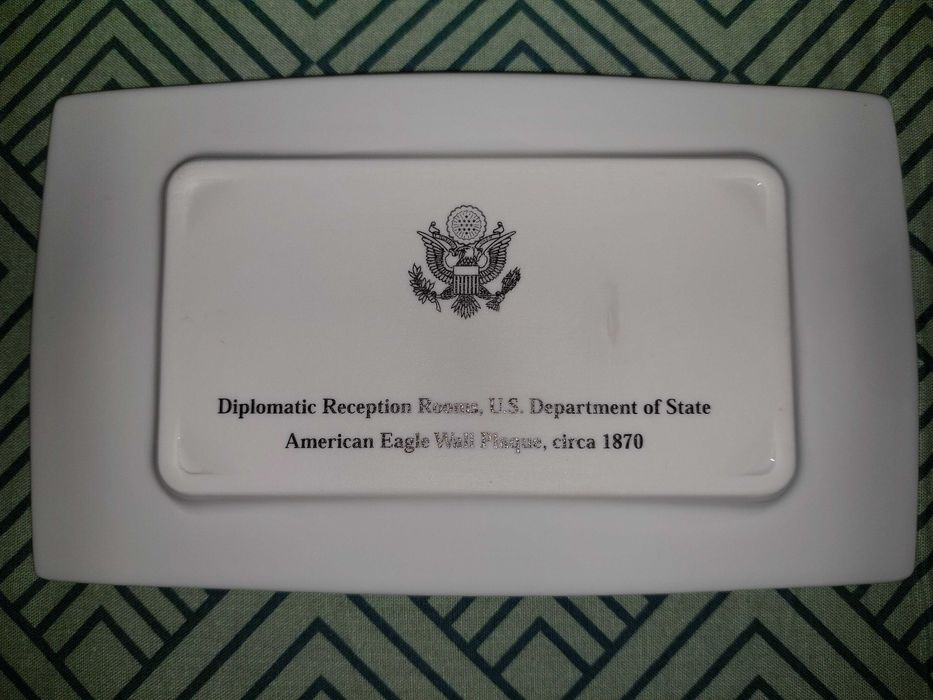 Diplomatic Reception Rooms, U.S. Department of State
American Eagle Wall Plaque, circa 1870